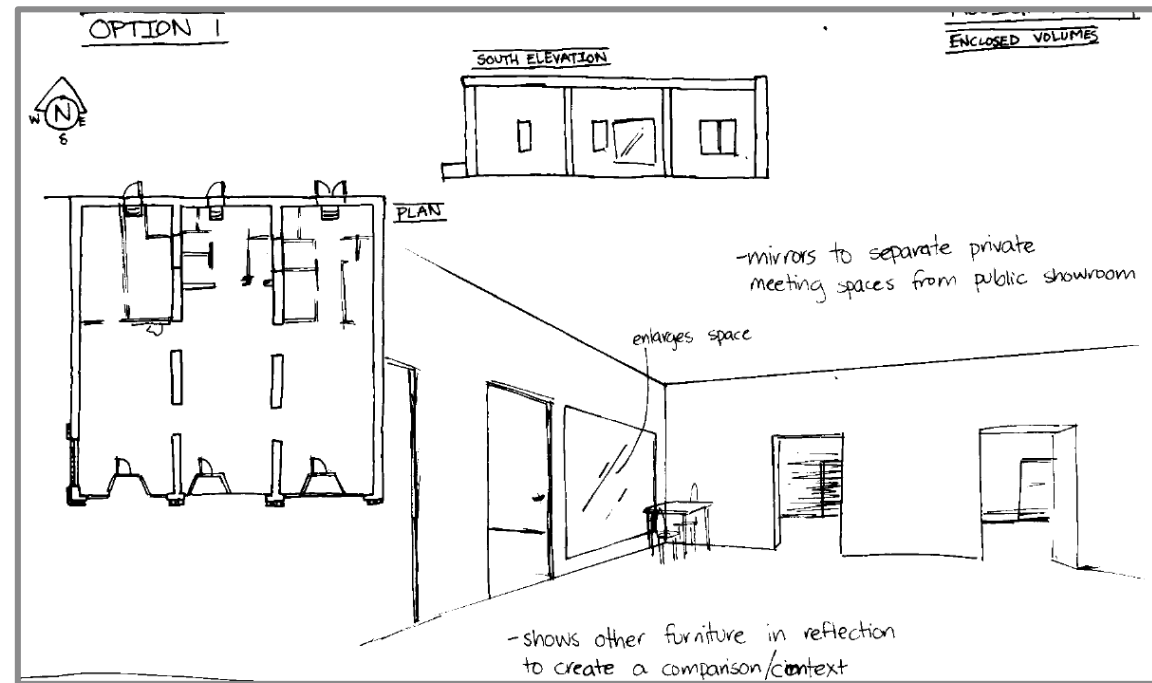 OPTION 1
ENCLOSED VOLUMES
SOUTH ELEVATION
N
W E
S
PLAN
-mirrors to separate private
meeting spaces from public showroom
enlarges space
-shows other furniture in reflection
to create a comparison/context